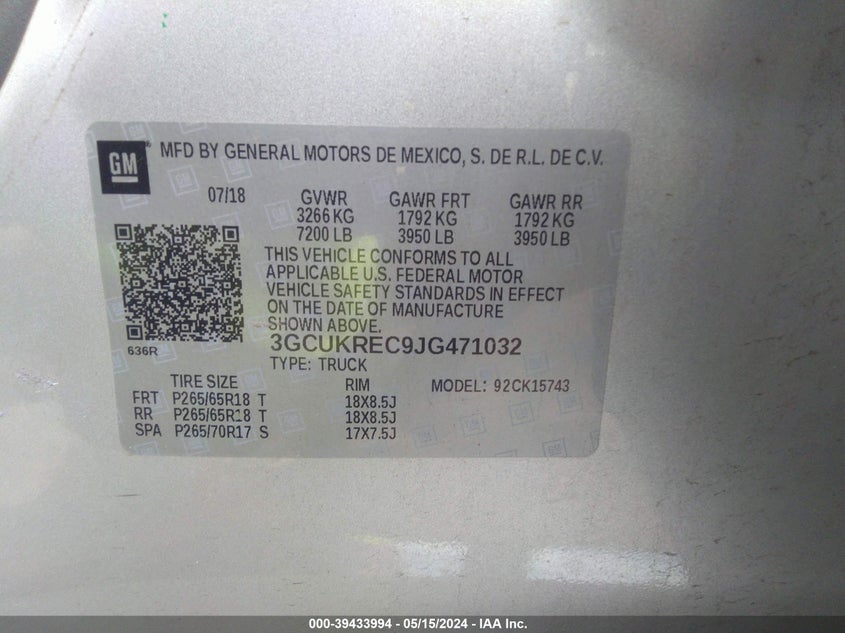 GM MFD BY GENERAL MOTORS DE MEXICO, S. DE R.L. DE C.V.
07/18 GVWR GAWR FRT GAWR RR
3266 KG 1792 KG 1792 KG
7200 LB 3950 LB 3950 LB
THIS VEHICLE CONFORMS TO ALL
APPLICABLE U.S. FEDERAL MOTOR
VEHICLE SAFETY STANDARDS IN EFFECT
ON THE DATE OF MANUFACTURE
SHOWN ABOVE.
636R
3GCUKREC9JG471032
TYPE: TRUCK
TIRE SIZE RIM MODEL: 92CK15743
FRT P265/65R18 T 18X8.5J
RR P265/65R18 T 18X8.5J
SPA P265/70R17 S 17X7.5J
000-39433994 - 05/15/2024 - IAA Inc.